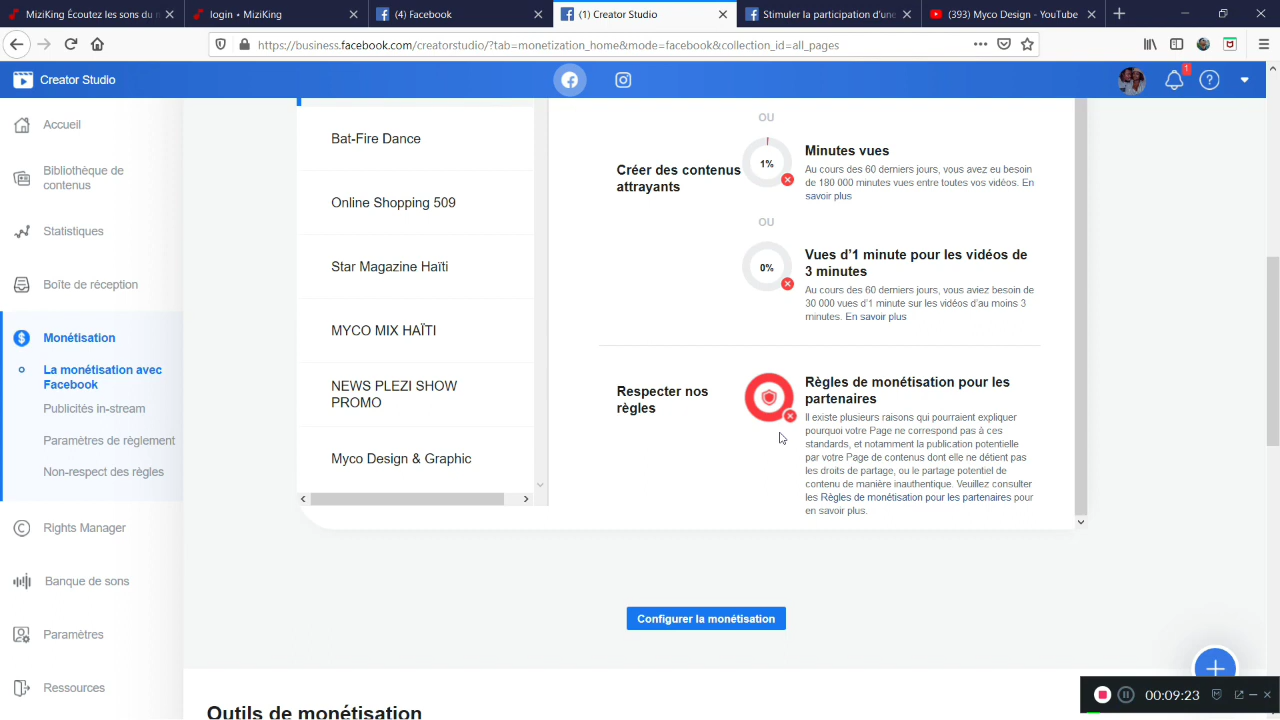 MiziKing Écoutez les sons du
login • MiziKing
(4) Facebook
(1) Creator Studio
Stimuler la participation d'une
(393) Myco Design - YouTube
https://business.facebook.com/creatorstudio/?tab=monetization_home&mode=facebook&collection_id=all_pages
Creator Studio
1
Accueil
Bibliothèque de
contenus
Statistiques
Boîte de réception
Monétisation
La monétisation avec
Facebook
Publicités in-stream
Paramètres de règlement
Non-respect des règles
Rights Manager
Banque de sons
Paramètres
Ressources
Bat-Fire Dance
Online Shopping 509
Star Magazine Haïti
MYCO MIX HAÏTI
NEWS PLEZI SHOW
PROMO
Myco Design & Graphic
OU
Créer des contenus
attrayants
1%
Minutes vues
Au cours des 60 derniers jours, vous avez eu besoin
de 180 000 minutes vues entre toutes vos vidéos. En
savoir plus
OU
0%
Vues d'1 minute pour les vidéos de
3 minutes
Au cours des 60 derniers jours, vous aviez besoin de
30 000 vues d'1 minute sur les vidéos d'au moins 3
minutes. En savoir plus
Respecter nos
règles
Règles de monétisation pour les
partenaires
Il existe plusieurs raisons qui pourraient expliquer
pourquoi votre Page ne correspond pas à ces
standards, et notamment la publication potentielle
par votre Page de contenus dont elle ne détient pas
les droits de partage, ou le partage potentiel de
contenu de manière inauthentique. Veuillez consulter
les Règles de monétisation pour les partenaires pour
en savoir plus.
Configurer la monétisation
Outils de monétisation
00:09:23